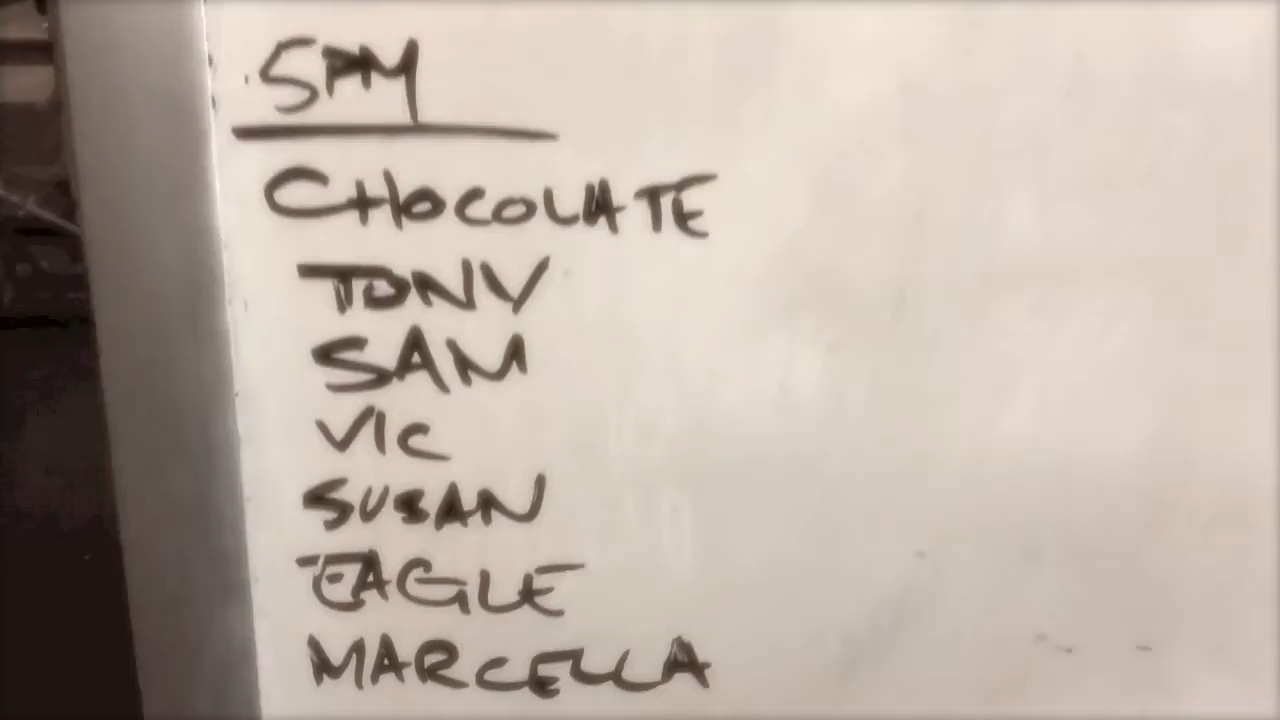 5PM
CHOCOLATE
TONY
SAM
VIC
SUSAN
EAGLE
MARCELLA